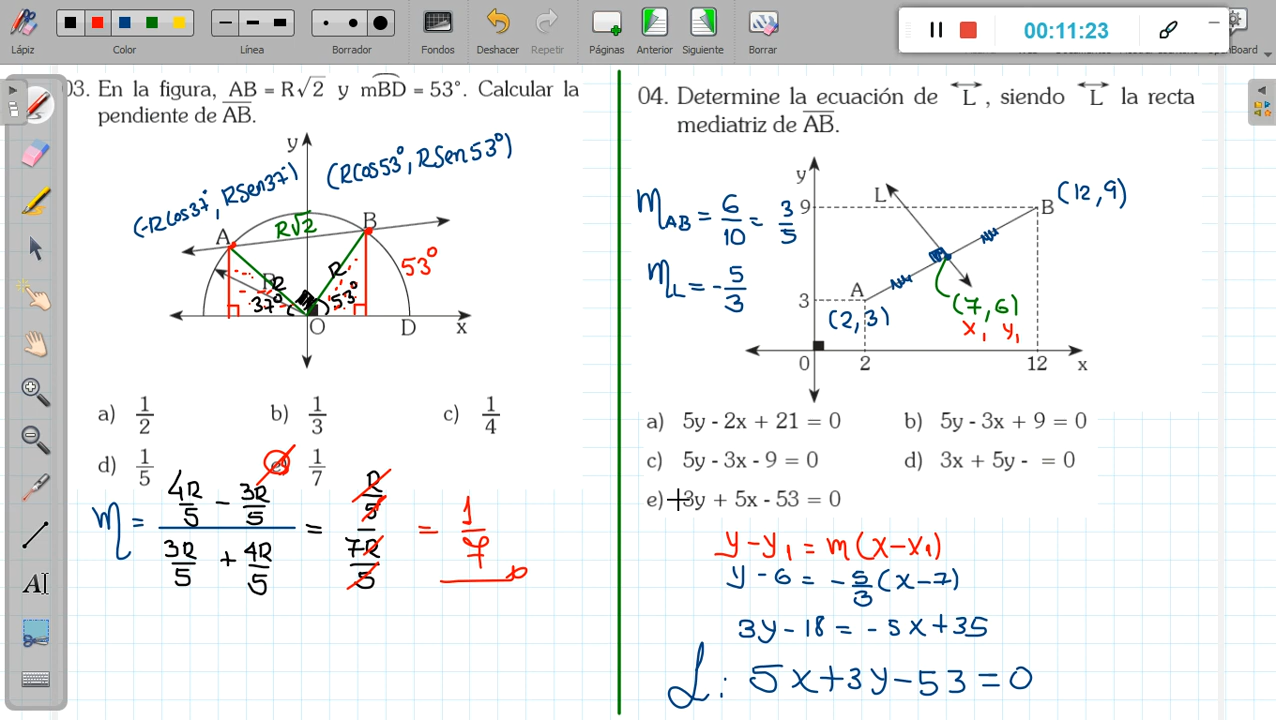 Lápiz
Color
Línea
Borrador
Fondos
Deshacer
Repetir
Páginas
Anterior
Siguiente
Borrar
00:11:23
OpenBoard
03. En la figura, AB = R√2 y mBD = 53°. Calcular la
pendiente de AB.
(-RCos37°, RSen37°)
(RCos53°, RSen53°)
y
A
R√2
B
53°
R
R
37°
53°
O
D
x
a) 1/2
b) 1/3
c) 1/4
d) 1/5
e) 1/7
m = (4R/5 - 3R/5)/(3R/5 + 4R/5) = (R/5)/(7R/5) = 1/7
04. Determine la ecuación de L, siendo L la recta
mediatriz de AB.
m AB = 6/10 = 3/5
m L = -5/3
y
9
L
B
(12, 9)
A
3
(2, 3)
(7, 6)
x₁ y₁
0
2
12
x
a) 5y - 2x + 21 = 0
b) 5y - 3x + 9 = 0
c) 5y - 3x - 9 = 0
d) 3x + 5y - = 0
e) 3y + 5x - 53 = 0
y-y₁ = m(x-x₁)
y-6 = -5/3(x-7)
3y-18 = -5x+35
L: 5x+3y-53=0